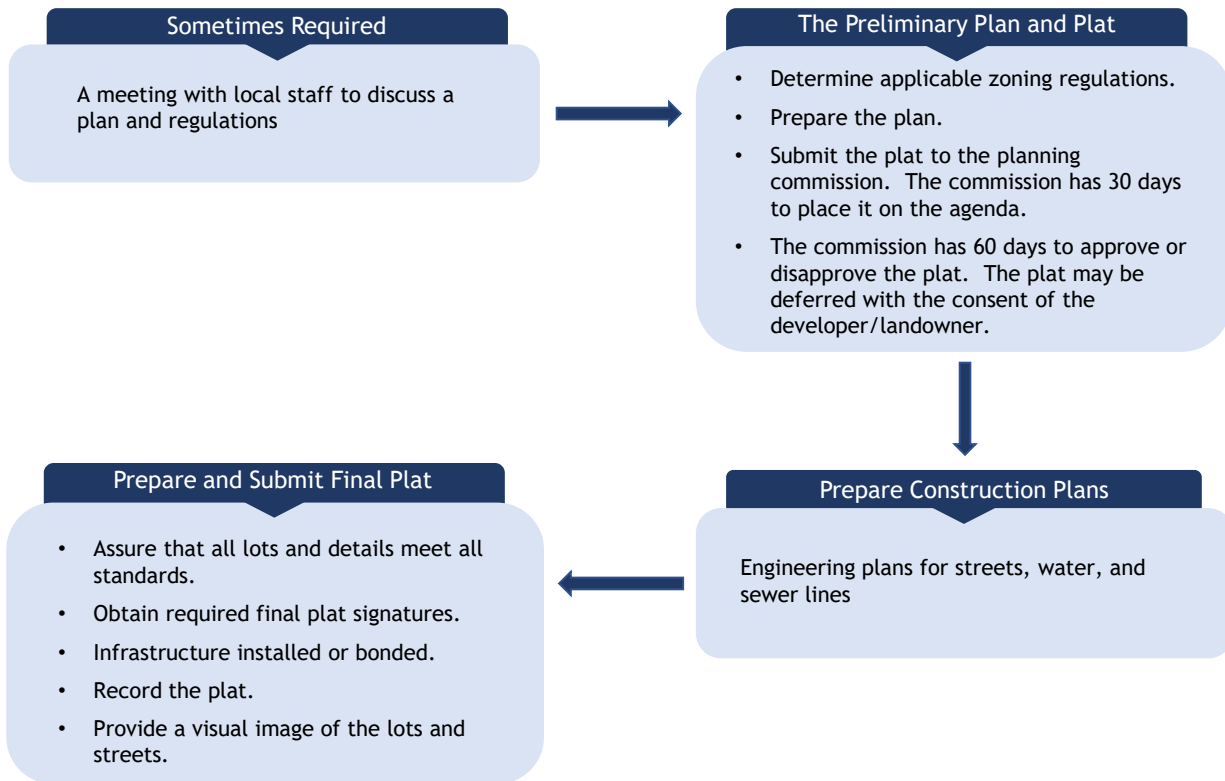 Sometimes Required
A meeting with local staff to discuss a
plan and regulations
The Preliminary Plan and Plat
• Determine applicable zoning regulations.
• Prepare the plan.
• Submit the plat to the planning
commission.  The commission has 30 days
to place it on the agenda.
• The commission has 60 days to approve or
disapprove the plat.  The plat may be
deferred with the consent of the
developer/landowner.
Prepare Construction Plans
Engineering plans for streets, water, and
sewer lines
Prepare and Submit Final Plat
• Assure that all lots and details meet all
standards.
• Obtain required final plat signatures.
• Infrastructure installed or bonded.
• Record the plat.
• Provide a visual image of the lots and
streets.